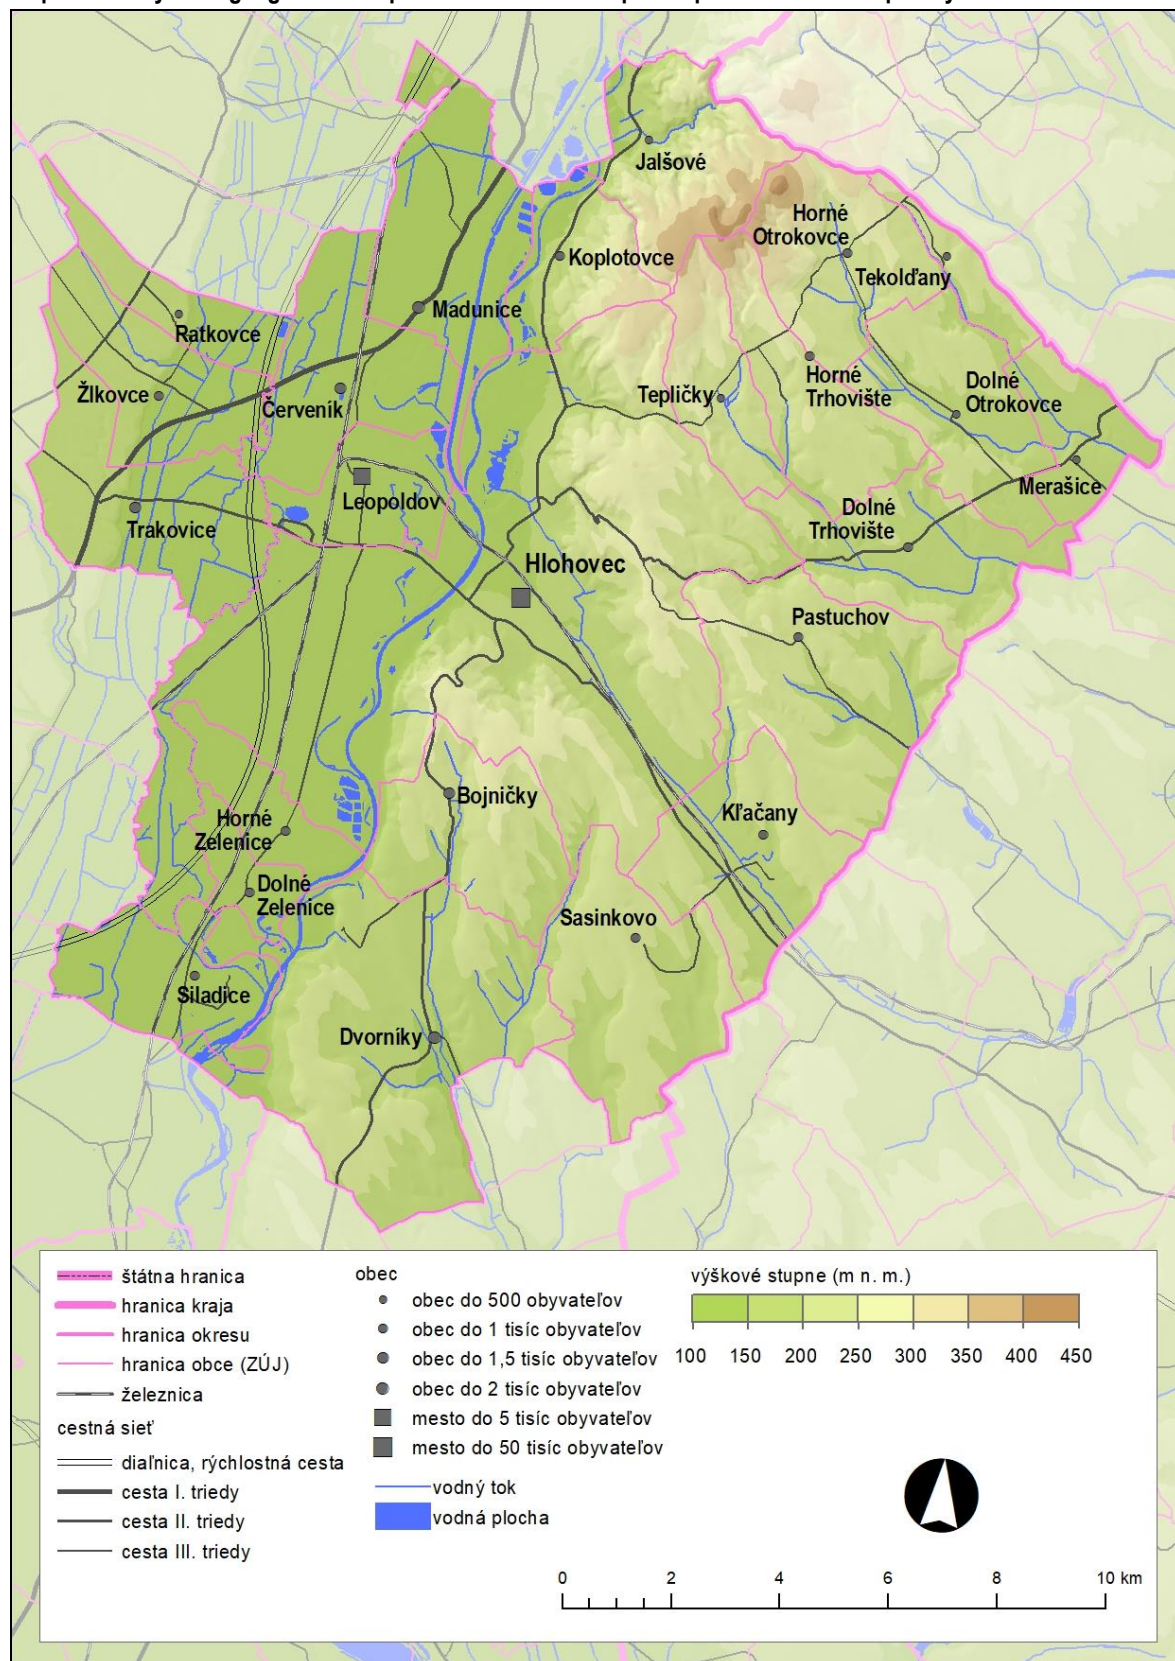 Jalšové
Horné
Otrokovce
Koplotovce
Tekolďany
Madunice
Ratkovce
Žlkovce
Červeník
Tepličky
Horné
Trhovište
Dolné
Otrokovce
Leopoldov
Merašice
Trakovice
Dolné
Trhovište
Hlohovec
Pastuchov
Bojničky
Horné
Zelenice
Kľačany
Dolné
Zelenice
Sasinkovo
Siladice
Dvorníky
štátna hranica
hranica kraja
hranica okresu
hranica obce (ZÚJ)
železnica
cestná sieť
diaľnica, rýchlostná cesta
cesta I. triedy
cesta II. triedy
cesta III. triedy
obec
obec do 500 obyvateľov
obec do 1 tisíc obyvateľov
obec do 1,5 tisíc obyvateľov
obec do 2 tisíc obyvateľov
mesto do 5 tisíc obyvateľov
mesto do 50 tisíc obyvateľov
vodný tok
vodná plocha
výškové stupne (m n. m.)
100 150 200 250 300 350 400 450
0 2 4 6 8 10 km